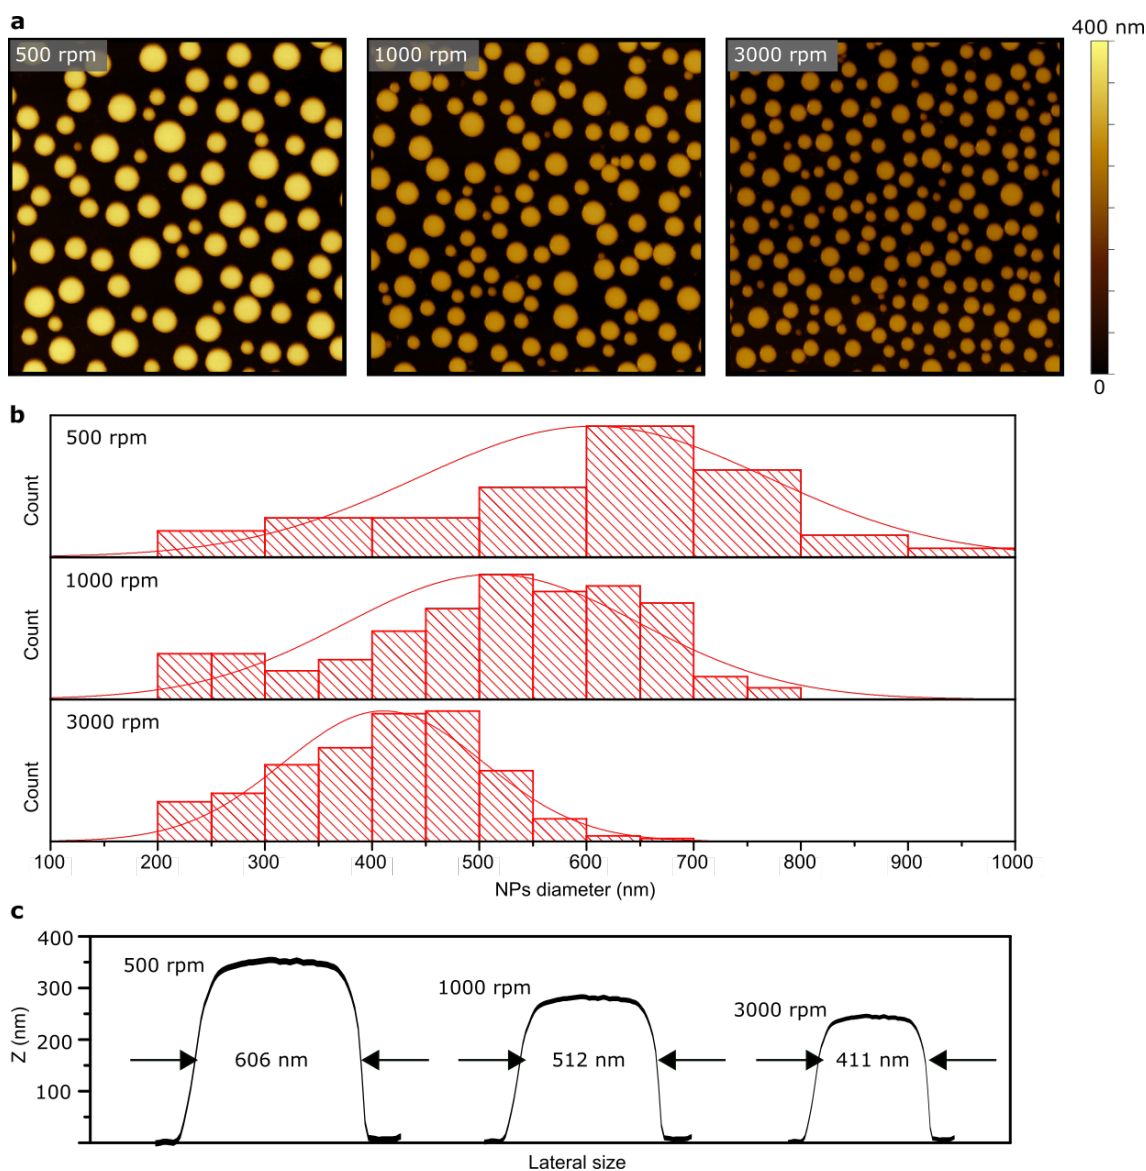 a
500 rpm
1000 rpm
3000 rpm
400 nm
0
b
500 rpm
Count
1000 rpm
Count
3000 rpm
Count
100 200 300 400 500 600 700 800 900 1000
NPs diameter (nm)
c
400
300
200
100
Z (nm)
500 rpm
1000 rpm
3000 rpm
606 nm
512 nm
411 nm
Lateral size